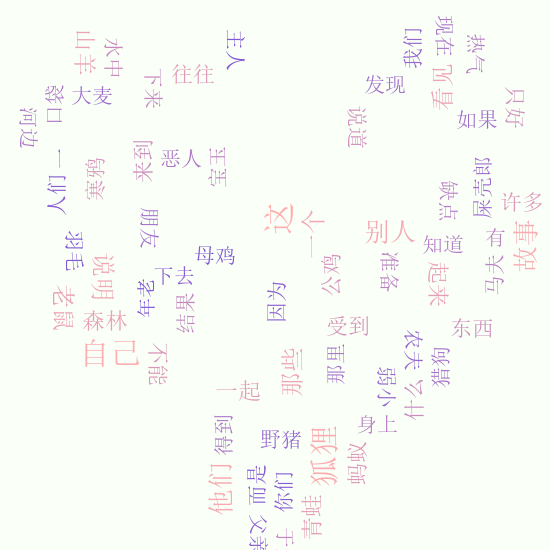 主人
我们
现在
热气
山羊
水中
下来
往往
发现
看见
袋口
大麦
说道
如果
只好
河边
一
人们
寒鸦
到来
恶人
宝玉
屎壳郎
缺点
许多
这
一个
别人
知道
有
故事
羽毛
说明
朋友
下去
母鸡
公鸡
准备
起来
马夫
老鼠
森林
老年
结果
因为
受到
东西
自己
不能
那些
那里
农夫
猎狗
弱小
什么
一起
得到
野猪
身上
他们
而是
你们
狐狸
蚂蚁
父亲
于
青蛙